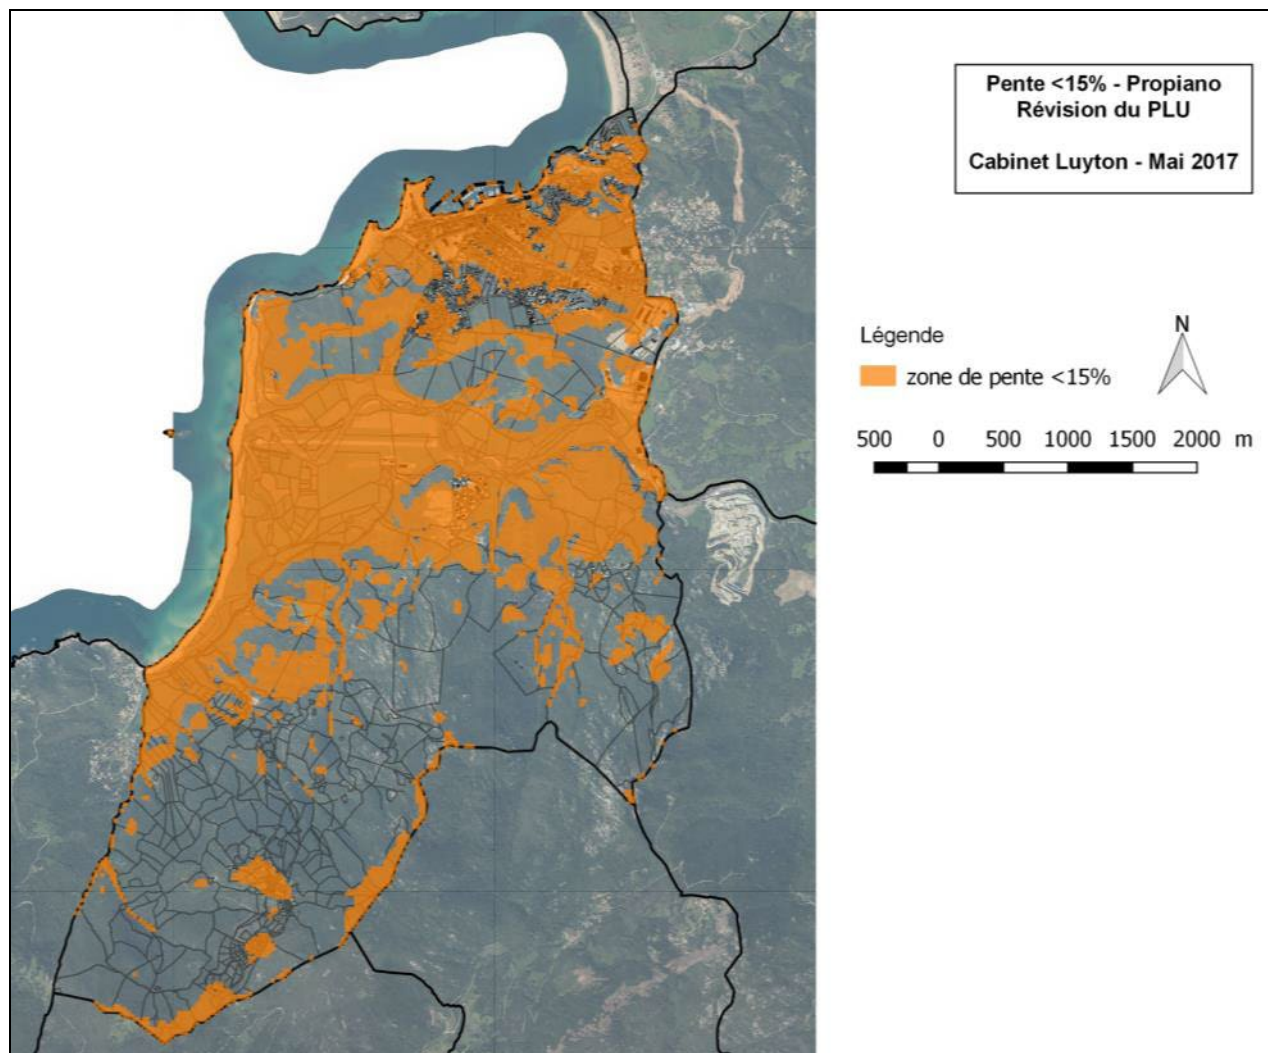 Pente <15% - Propiano
Révision du PLU
Cabinet Luyton - Mai 2017
Légende
zone de pente <15%
N
500 0 500 1000 1500 2000 m